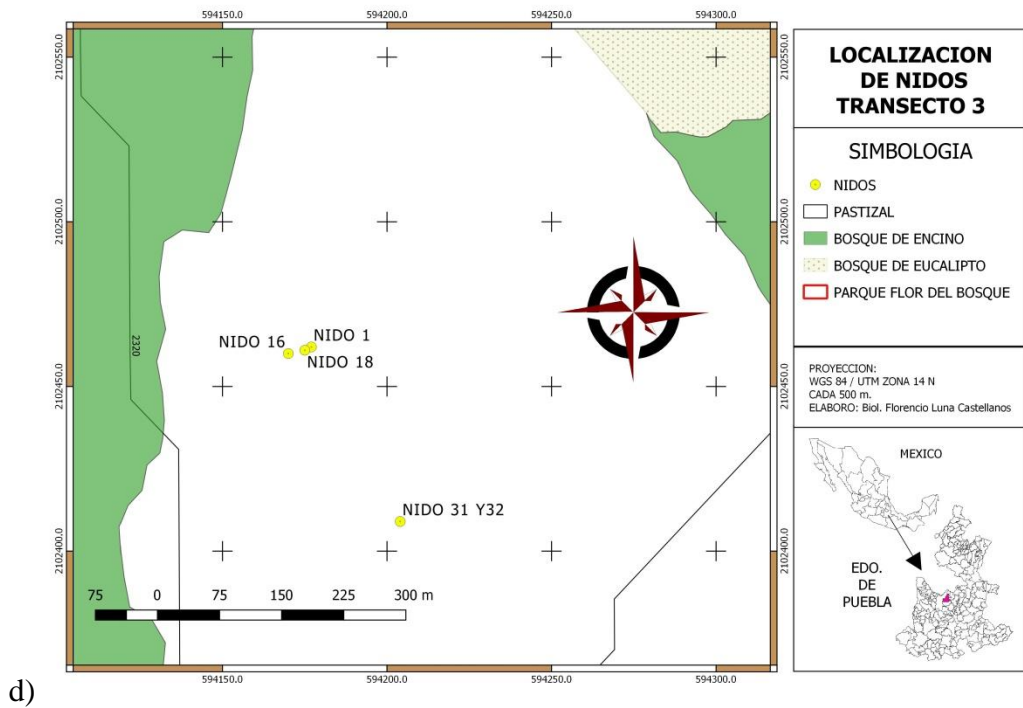 594150.0 594200.0 594250.0 594300.0
2102550.0 2102550.0
2102500.0 2102500.0
2102450.0 2102450.0
2102400.0 2102400.0
2320
NIDO 16 NIDO 1
NIDO 18
NIDO 31 Y32
75 0 75 150 225 300 m
594150.0 594200.0 594250.0 594300.0
LOCALIZACION
DE NIDOS
TRANSECTO 3
SIMBOLOGIA
NIDOS
PASTIZAL
BOSQUE DE ENCINO
BOSQUE DE EUCALIPTO
PARQUE FLOR DEL BOSQUE
PROYECCION:
WGS 84 / UTM ZONA 14 N
CADA 500 m.
ELABORO: Biol. Florencio Luna Castellanos
MEXICO
EDO.
DE
PUEBLA
d)